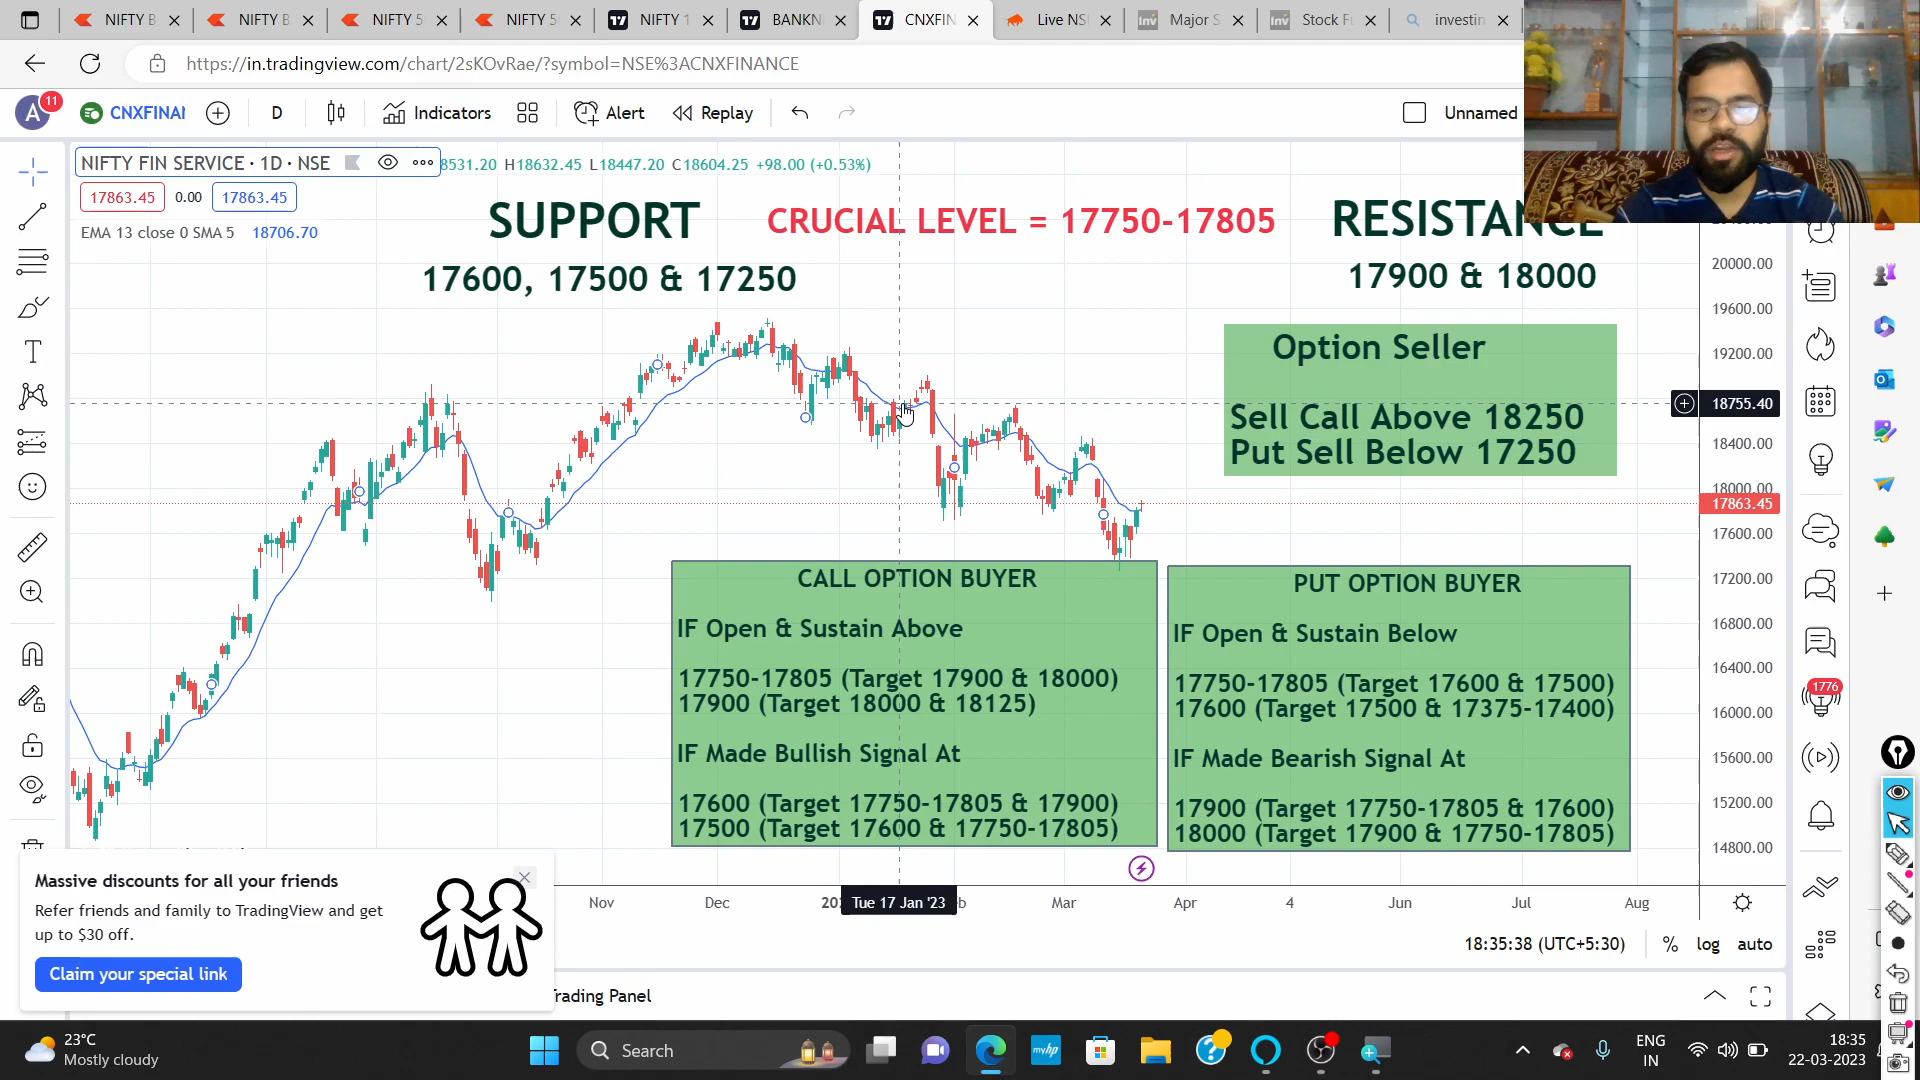 NIFTY B
NIFTY B
NIFTY 5
NIFTY 5
NIFTY 1
BANKN
CNXFIN
Live NS
Major S
Stock F
investin
https://in.tradingview.com/chart/2sKOvRae/?symbol=NSE%3ACNXFINANCE
A
11
CNXFINAI
D
Indicators
Alert
Replay
Unnamed
NIFTY FIN SERVICE · 1D · NSE
8531.20 H18632.45 L18447.20 C18604.25 +98.00 (+0.53%)
17863.45
0.00
17863.45
EMA 13 close 0 SMA 5 18706.70
SUPPORT
17600, 17500 & 17250
CRUCIAL LEVEL = 17750-17805
RESISTANCE
17900 & 18000
Option Seller
Sell Call Above 18250
Put Sell Below 17250
20000.00
19600.00
19200.00
18755.40
18400.00
18000.00
17863.45
17600.00
17200.00
16800.00
16400.00
16000.00
15600.00
15200.00
14800.00
CALL OPTION BUYER
IF Open & Sustain Above
17750-17805 (Target 17900 & 18000)
17900 (Target 18000 & 18125)
IF Made Bullish Signal At
17600 (Target 17750-17805 & 17900)
17500 (Target 17600 & 17750-17805)
PUT OPTION BUYER
IF Open & Sustain Below
17750-17805 (Target 17600 & 17500)
17600 (Target 17500 & 17375-17400)
IF Made Bearish Signal At
17900 (Target 17750-17805 & 17600)
18000 (Target 17900 & 17750-17805)
1776
Massive discounts for all your friends
Refer friends and family to TradingView and get
up to $30 off.
Claim your special link
Nov
Dec
20
Tue 17 Jan '23
b
Mar
Apr
4
Jun
Jul
Aug
18:35:38 (UTC+5:30)
%
log
auto
Trading Panel
23°C
Mostly cloudy
Search
myhp
ENG
IN
18:35
22-03-2023